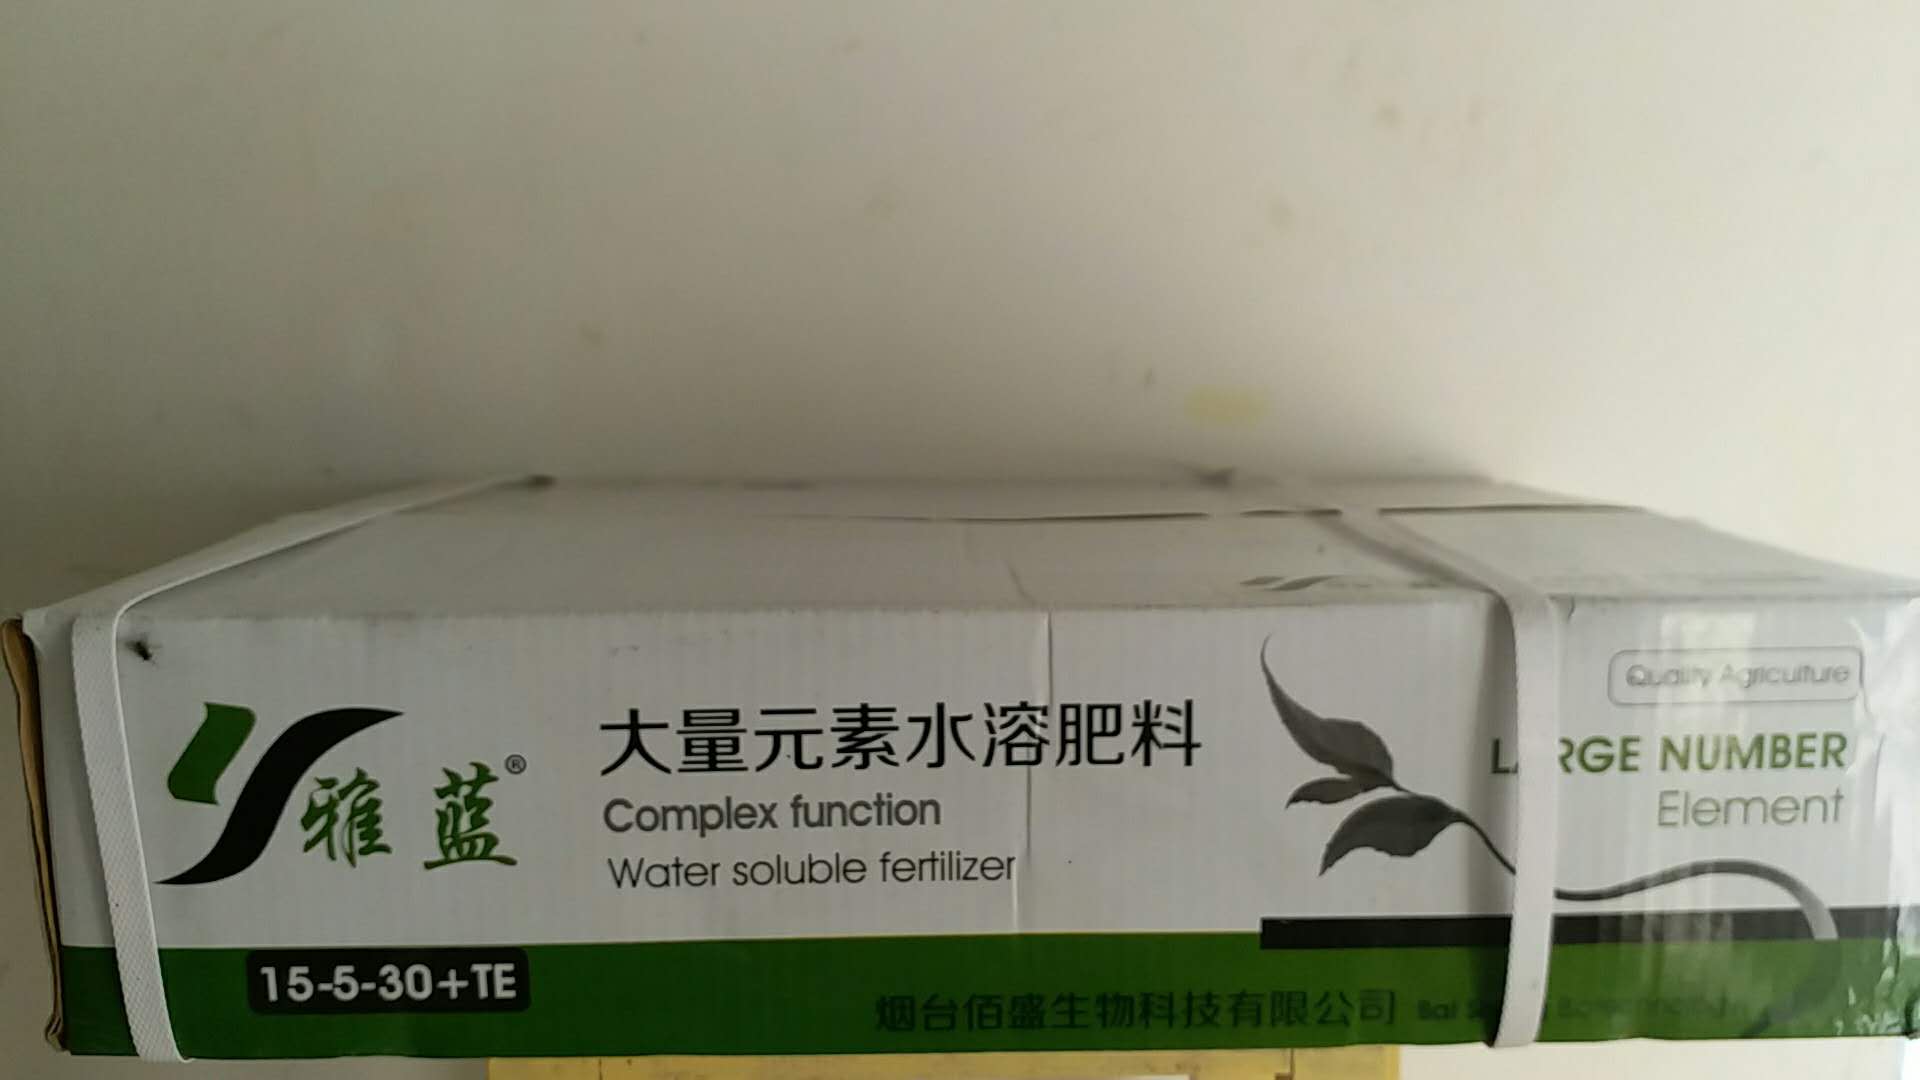 雅蓝®
大量元素水溶肥料
Complex function
Water soluble fertilizer
15-5-30+TE
Quality Agriculture
NUMBER
Element
烟台佰盛生物科技有限公司